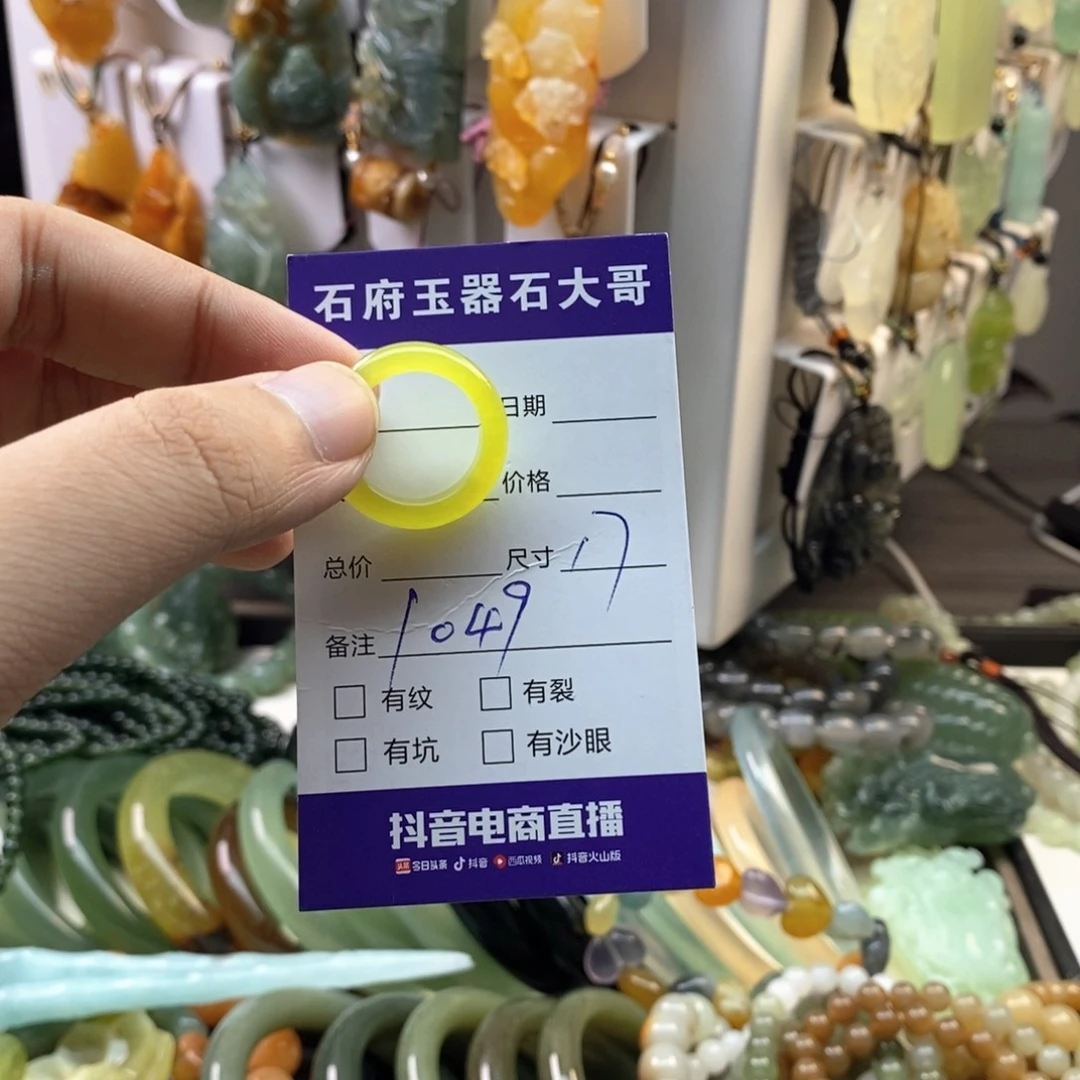 石府玉器石大哥
日期
价格
总价 尺寸 17
备注 1049
有纹 有裂
有坑 有沙眼
抖音电商直播
头条 今日头条 抖音 西瓜视频 抖音火山版